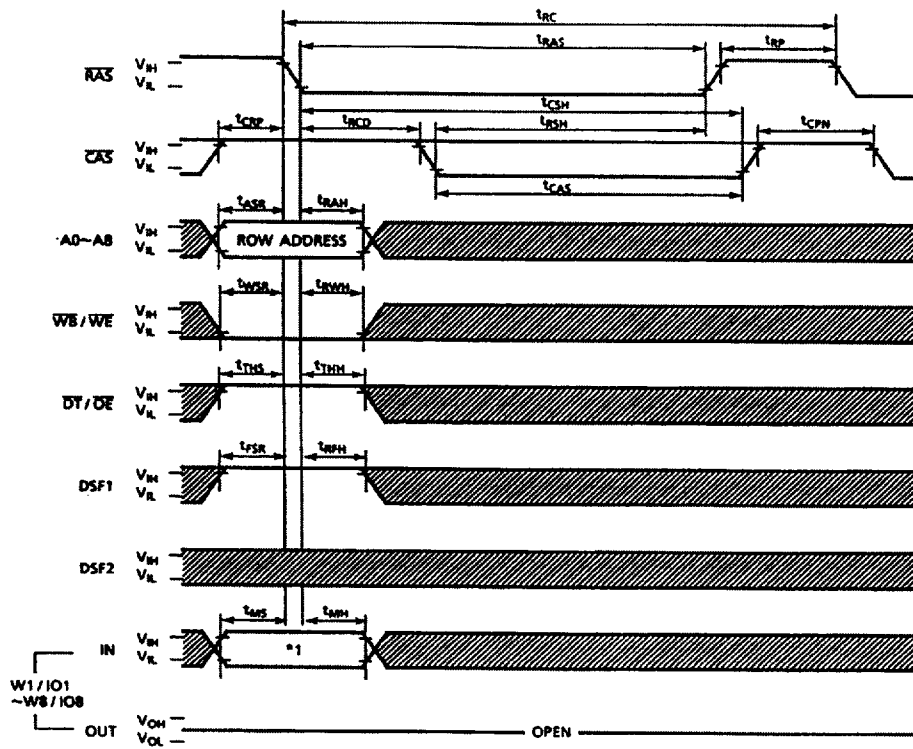 tRC
tRAS
tRP
RAS
VIH
VIL
tCSH
tCRP
tRCD
tRSH
tCPN
CAS
VIH
VIL
tCAS
tASR
tRAH
A0~A8
VIH
VIL
ROW ADDRESS
tWSR
tRWH
WB / WE
VIH
VIL
tTHS
tTHH
DT / OE
VIH
VIL
tFSR
tRFH
DSF1
VIH
VIL
DSF2
VIH
VIL
tMS
tMH
IN
VIH
VIL
*1
W1 / IO1
~W8 / IO8
OUT
VOH
VOL
OPEN